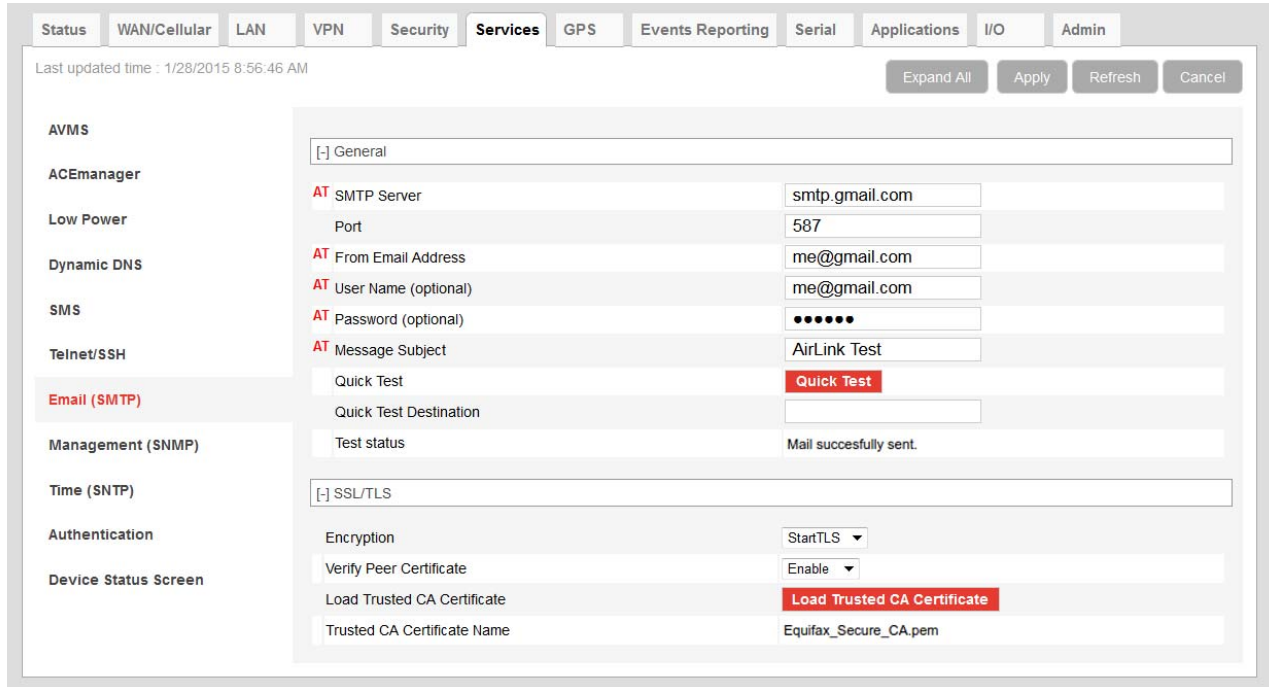 Status WAN/Cellular LAN VPN Security Services GPS Events Reporting Serial Applications I/O Admin
Last updated time : 1/28/2015 8:56:46 AM
Expand All Apply Refresh Cancel
AVMS
ACEmanager
Low Power
Dynamic DNS
SMS
Telnet/SSH
Email (SMTP)
Management (SNMP)
Time (SNTP)
Authentication
Device Status Screen
[-] General
AT SMTP Server smtp.gmail.com
Port 587
AT From Email Address me@gmail.com
AT User Name (optional) me@gmail.com
AT Password (optional) ●●●●●●
AT Message Subject AirLink Test
Quick Test Quick Test
Quick Test Destination
Test status Mail succesfully sent.
[-] SSL/TLS
Encryption StartTLS
Verify Peer Certificate Enable
Load Trusted CA Certificate Load Trusted CA Certificate
Trusted CA Certificate Name Equifax_Secure_CA.pem